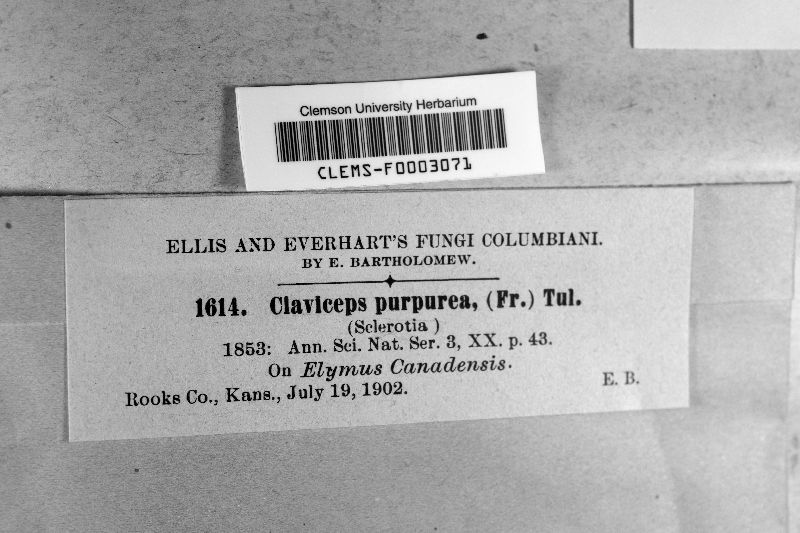 Clemson University Herbarium
CLEMS-F0003071
ELLIS AND EVERHART'S FUNGI COLUMBIANI.
BY E. BARTHOLOMEW.
1614. Claviceps purpurea, (Fr.) Tul.
(Sclerotia )
1853: Ann. Sci. Nat. Ser. 3, XX. p. 43.
On Elymus Canadensis.
Rooks Co., Kans., July 19, 1902. E. B.